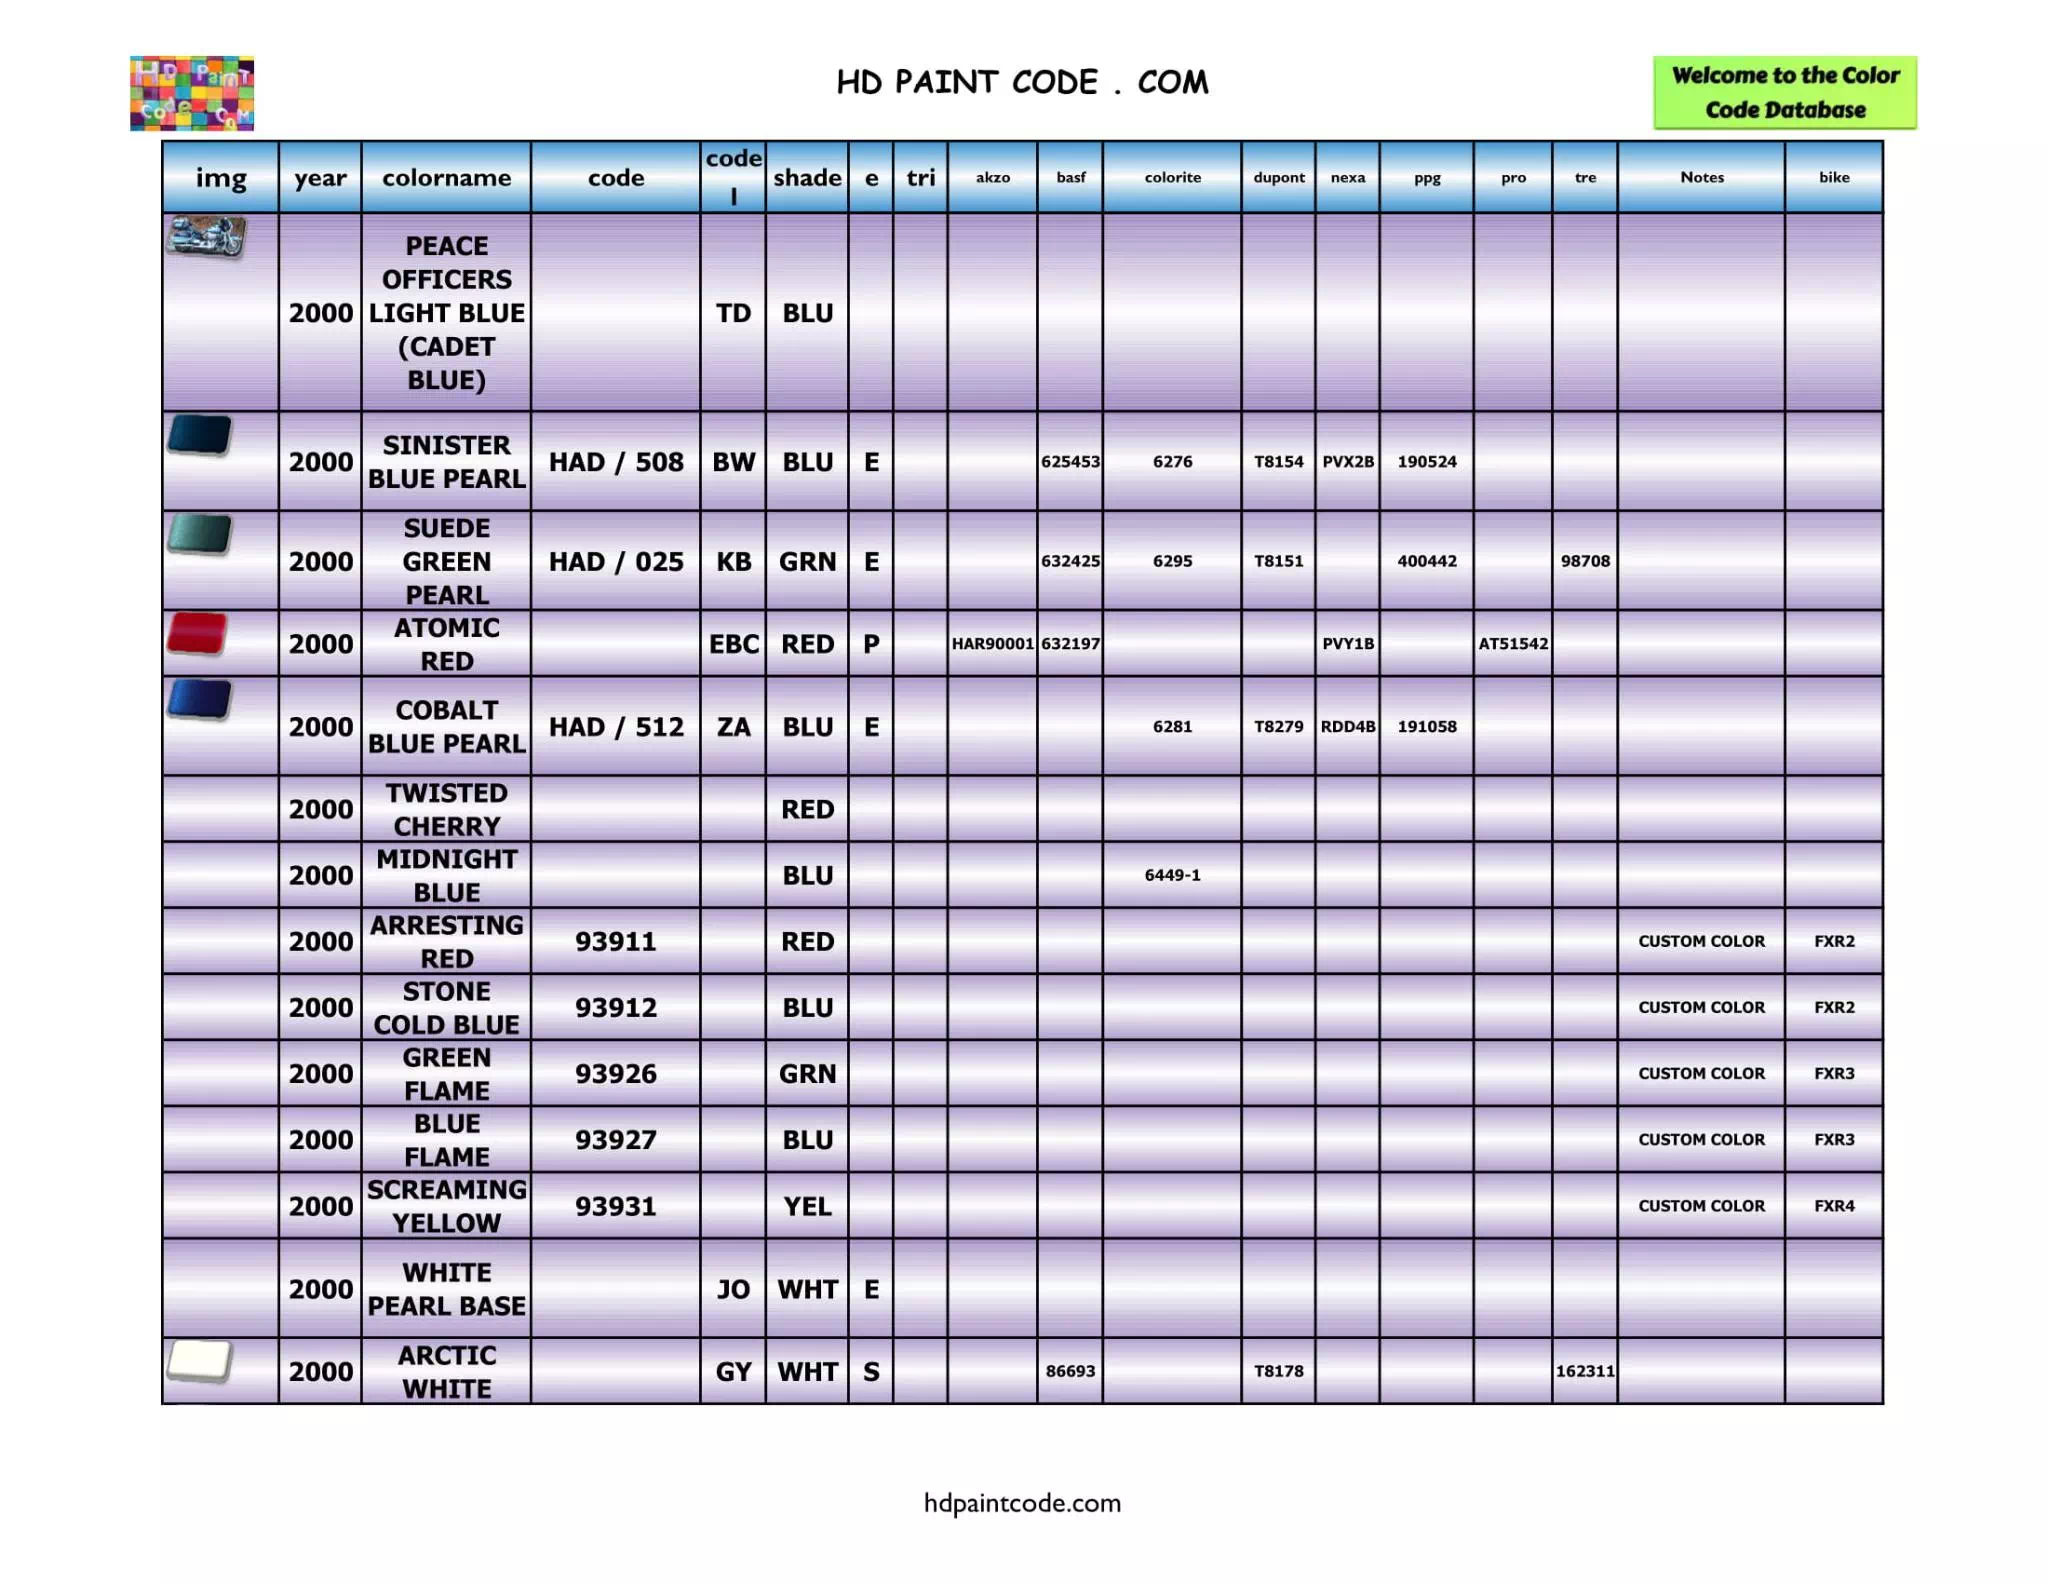 HD PainT
Code
CoM
HD PAINT CODE . COM
Welcome to the Color
Code Database
img year colorname code code l shade e tri akzo basf colorite dupont nexa ppg pro tre Notes bike
2000 PEACE OFFICERS LIGHT BLUE (CADET BLUE) TD BLU
2000 SINISTER BLUE PEARL HAD / 508 BW BLU E 625453 6276 T8154 PVX2B 190524
2000 SUEDE GREEN PEARL HAD / 025 KB GRN E 632425 6295 T8151 400442 98708
2000 ATOMIC RED EBC RED P HAR90001 632197 PVY1B AT51542
2000 COBALT BLUE PEARL HAD / 512 ZA BLU E 6281 T8279 RDD4B 191058
2000 TWISTED CHERRY RED
2000 MIDNIGHT BLUE BLU 6449-1
2000 ARRESTING RED 93911 RED CUSTOM COLOR FXR2
2000 STONE COLD BLUE 93912 BLU CUSTOM COLOR FXR2
2000 GREEN FLAME 93926 GRN CUSTOM COLOR FXR3
2000 BLUE FLAME 93927 BLU CUSTOM COLOR FXR3
2000 SCREAMING YELLOW 93931 YEL CUSTOM COLOR FXR4
2000 WHITE PEARL BASE JO WHT E
2000 ARCTIC WHITE GY WHT S 86693 T8178 162311
hdpaintcode.com